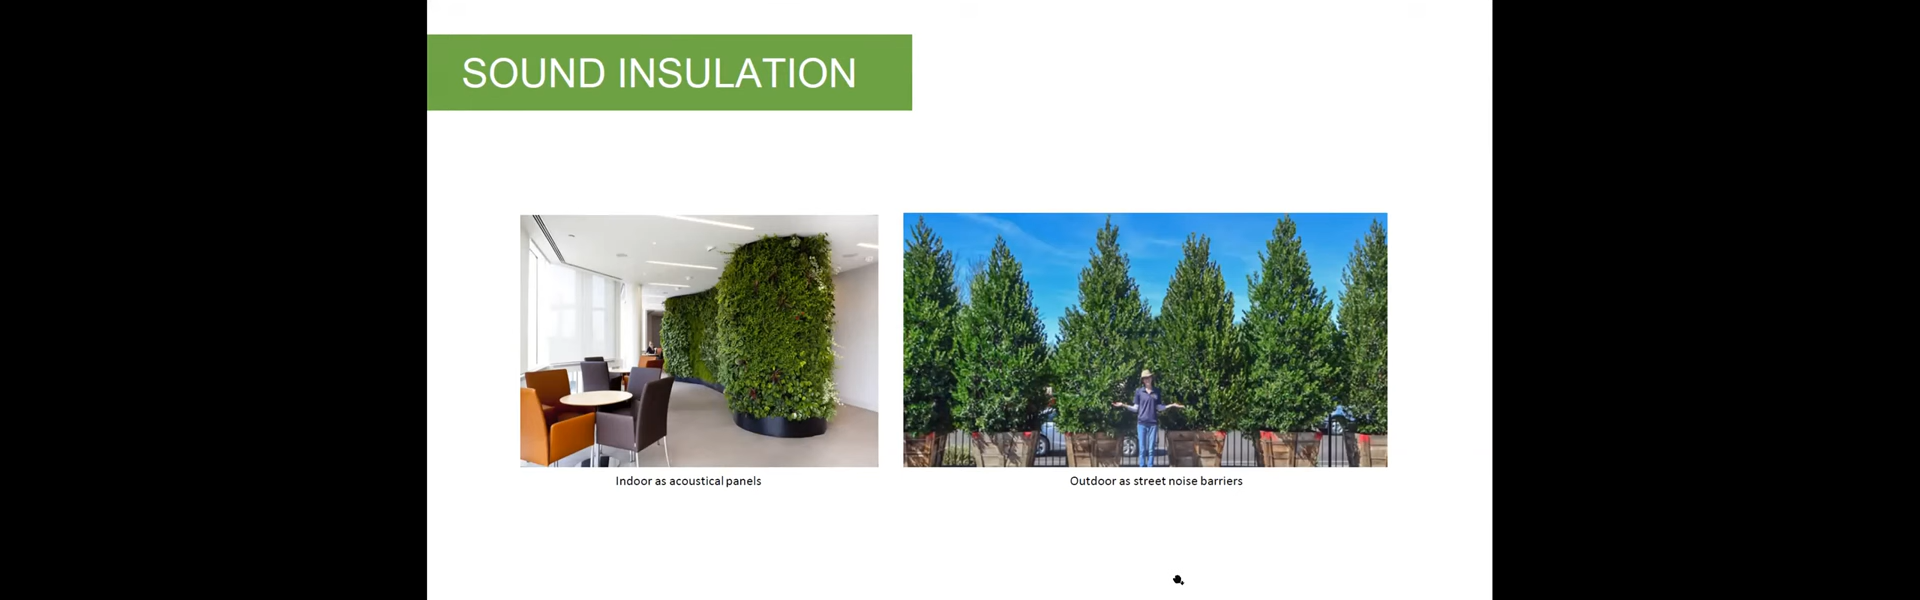 SOUND INSULATION
Indoor as acoustical panels
Outdoor as street noise barriers